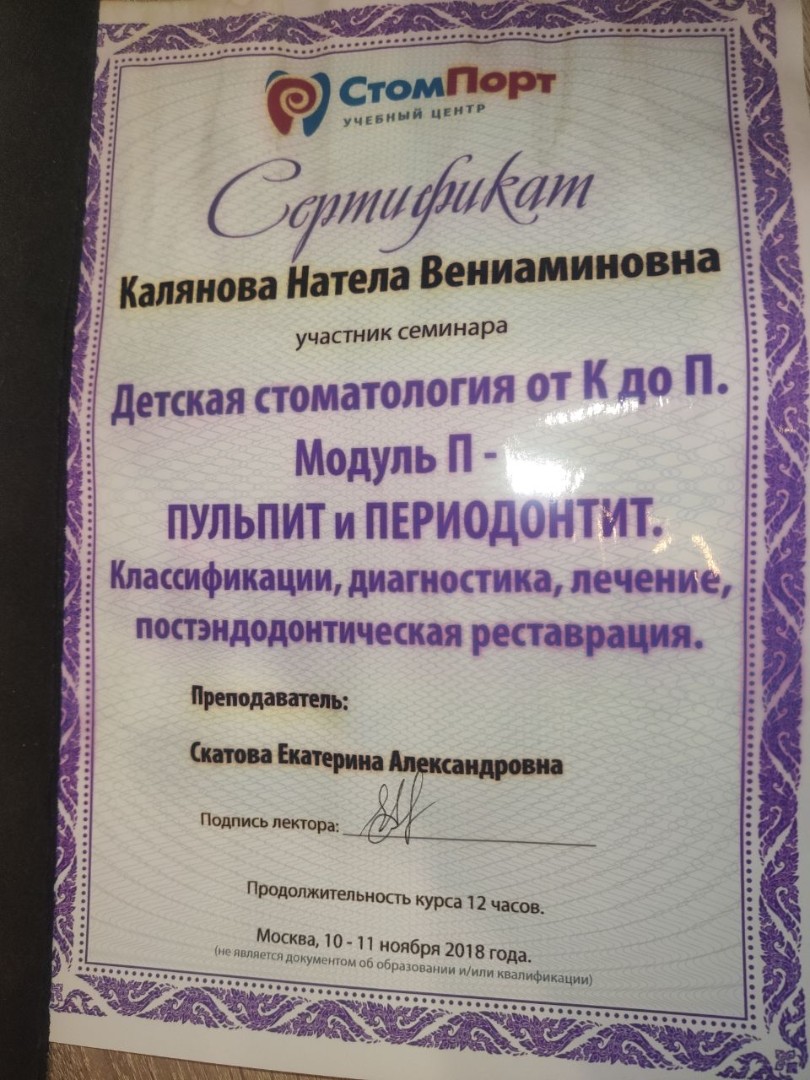 СтомПорт
УЧЕБНЫЙ ЦЕНТР
Сертификат
Калянова Натела Вениаминовна
участник семинара
Детская стоматология от К до П.
Модуль П -
ПУЛЬПИТ и ПЕРИОДОНТИТ.
Классификации, диагностика, лечение,
постэндодонтическая реставрация.
Преподаватель:
Скатова Екатерина Александровна
Подпись лектора:
Продолжительность курса 12 часов.
Москва, 10 - 11 ноября 2018 года.
(не является документом об образовании и/или квалификации)